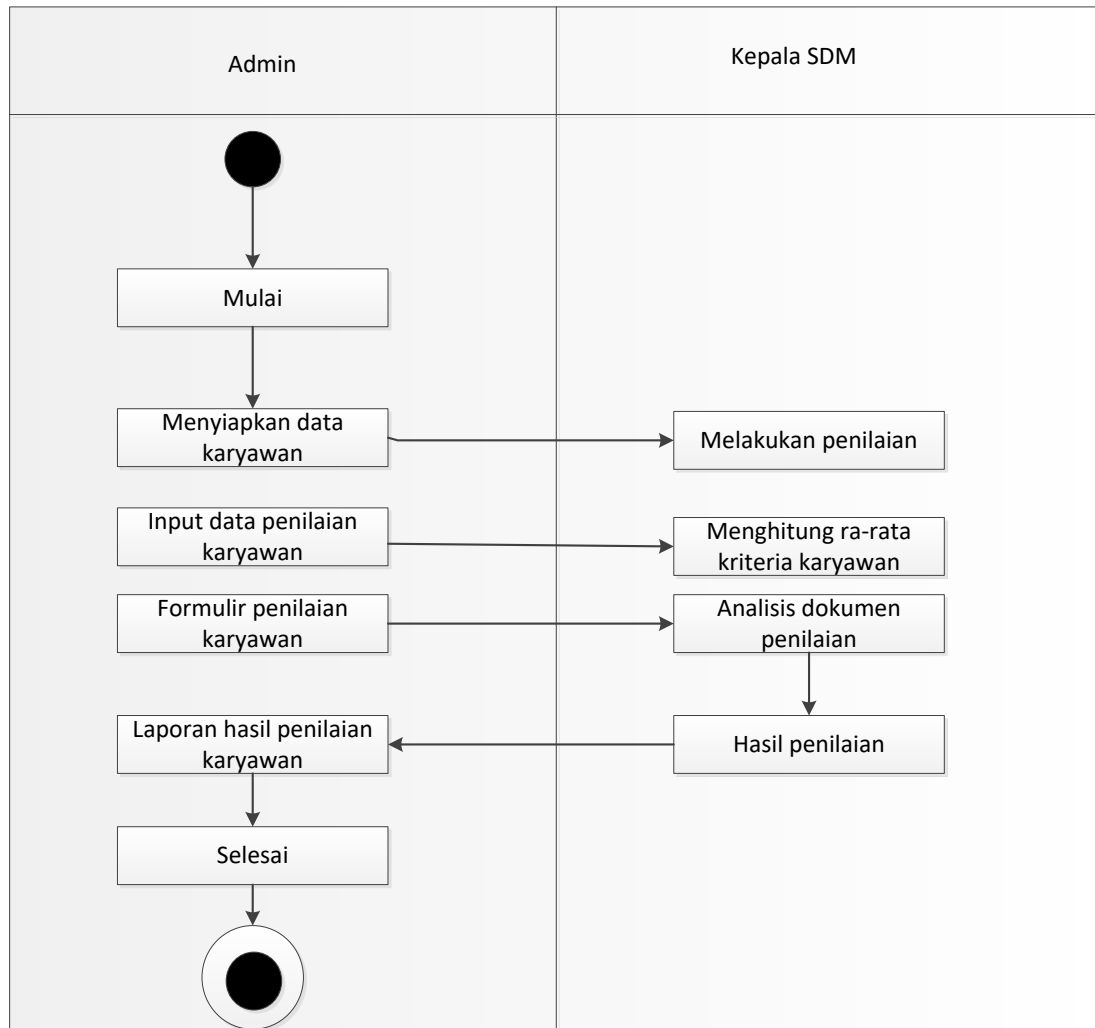 Admin
Kepala SDM
Mulai
Menyiapkan data
karyawan
Melakukan penilaian
Input data penilaian
karyawan
Menghitung ra-rata
kriteria karyawan
Formulir penilaian
karyawan
Analisis dokumen
penilaian
Laporan hasil penilaian
karyawan
Hasil penilaian
Selesai